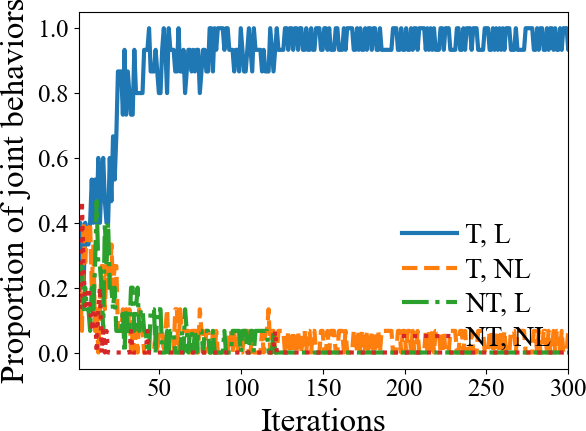 Proportion of joint behaviors
1.0
0.8
0.6
0.4
0.2
0.0
T, L
T, NL
NT, L
NT, NL
50 100 150 200 250 300
Iterations